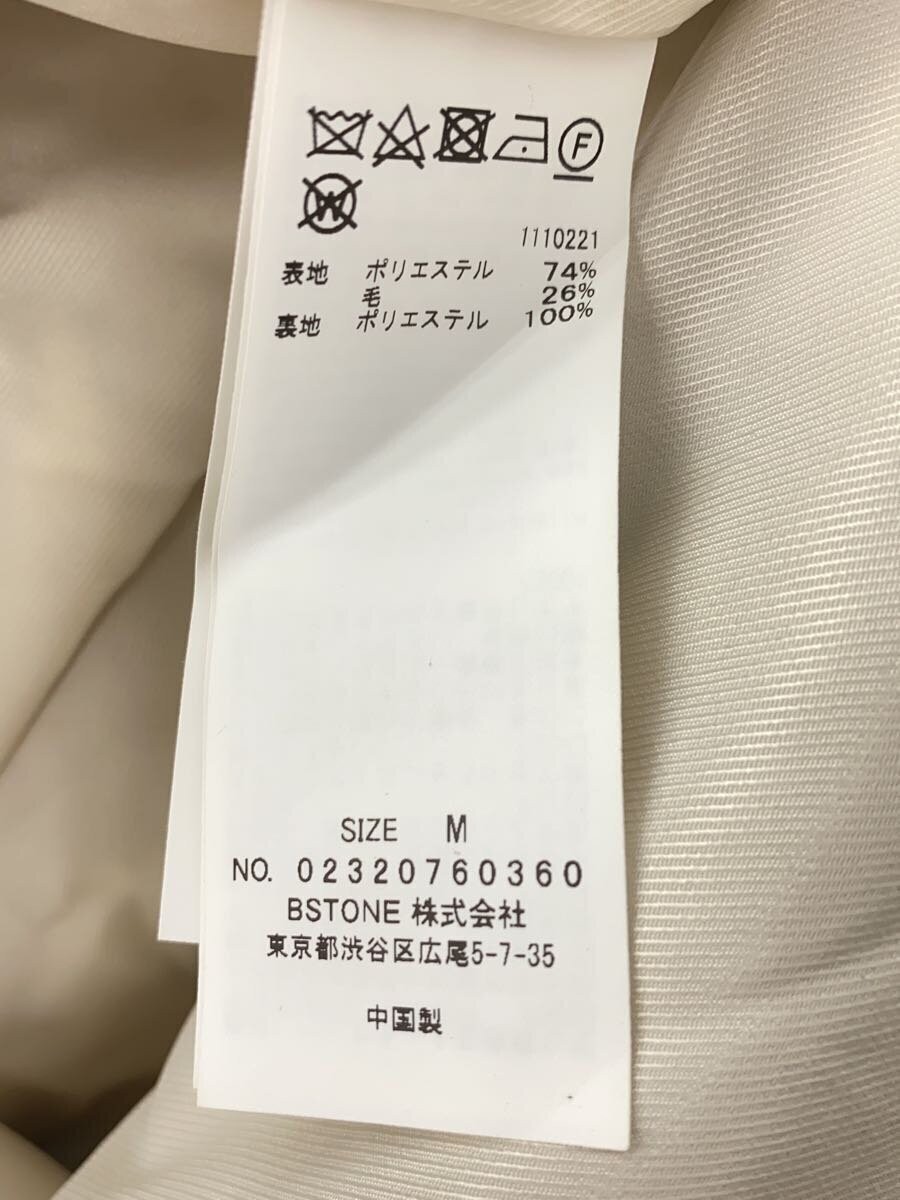 F
W
1110221
表地 ポリエステル 74%
毛 26%
裏地 ポリエステル 100%
SIZE M
NO. 02320760360
BSTONE 株式会社
東京都渋谷区広尾5-7-35
中国製